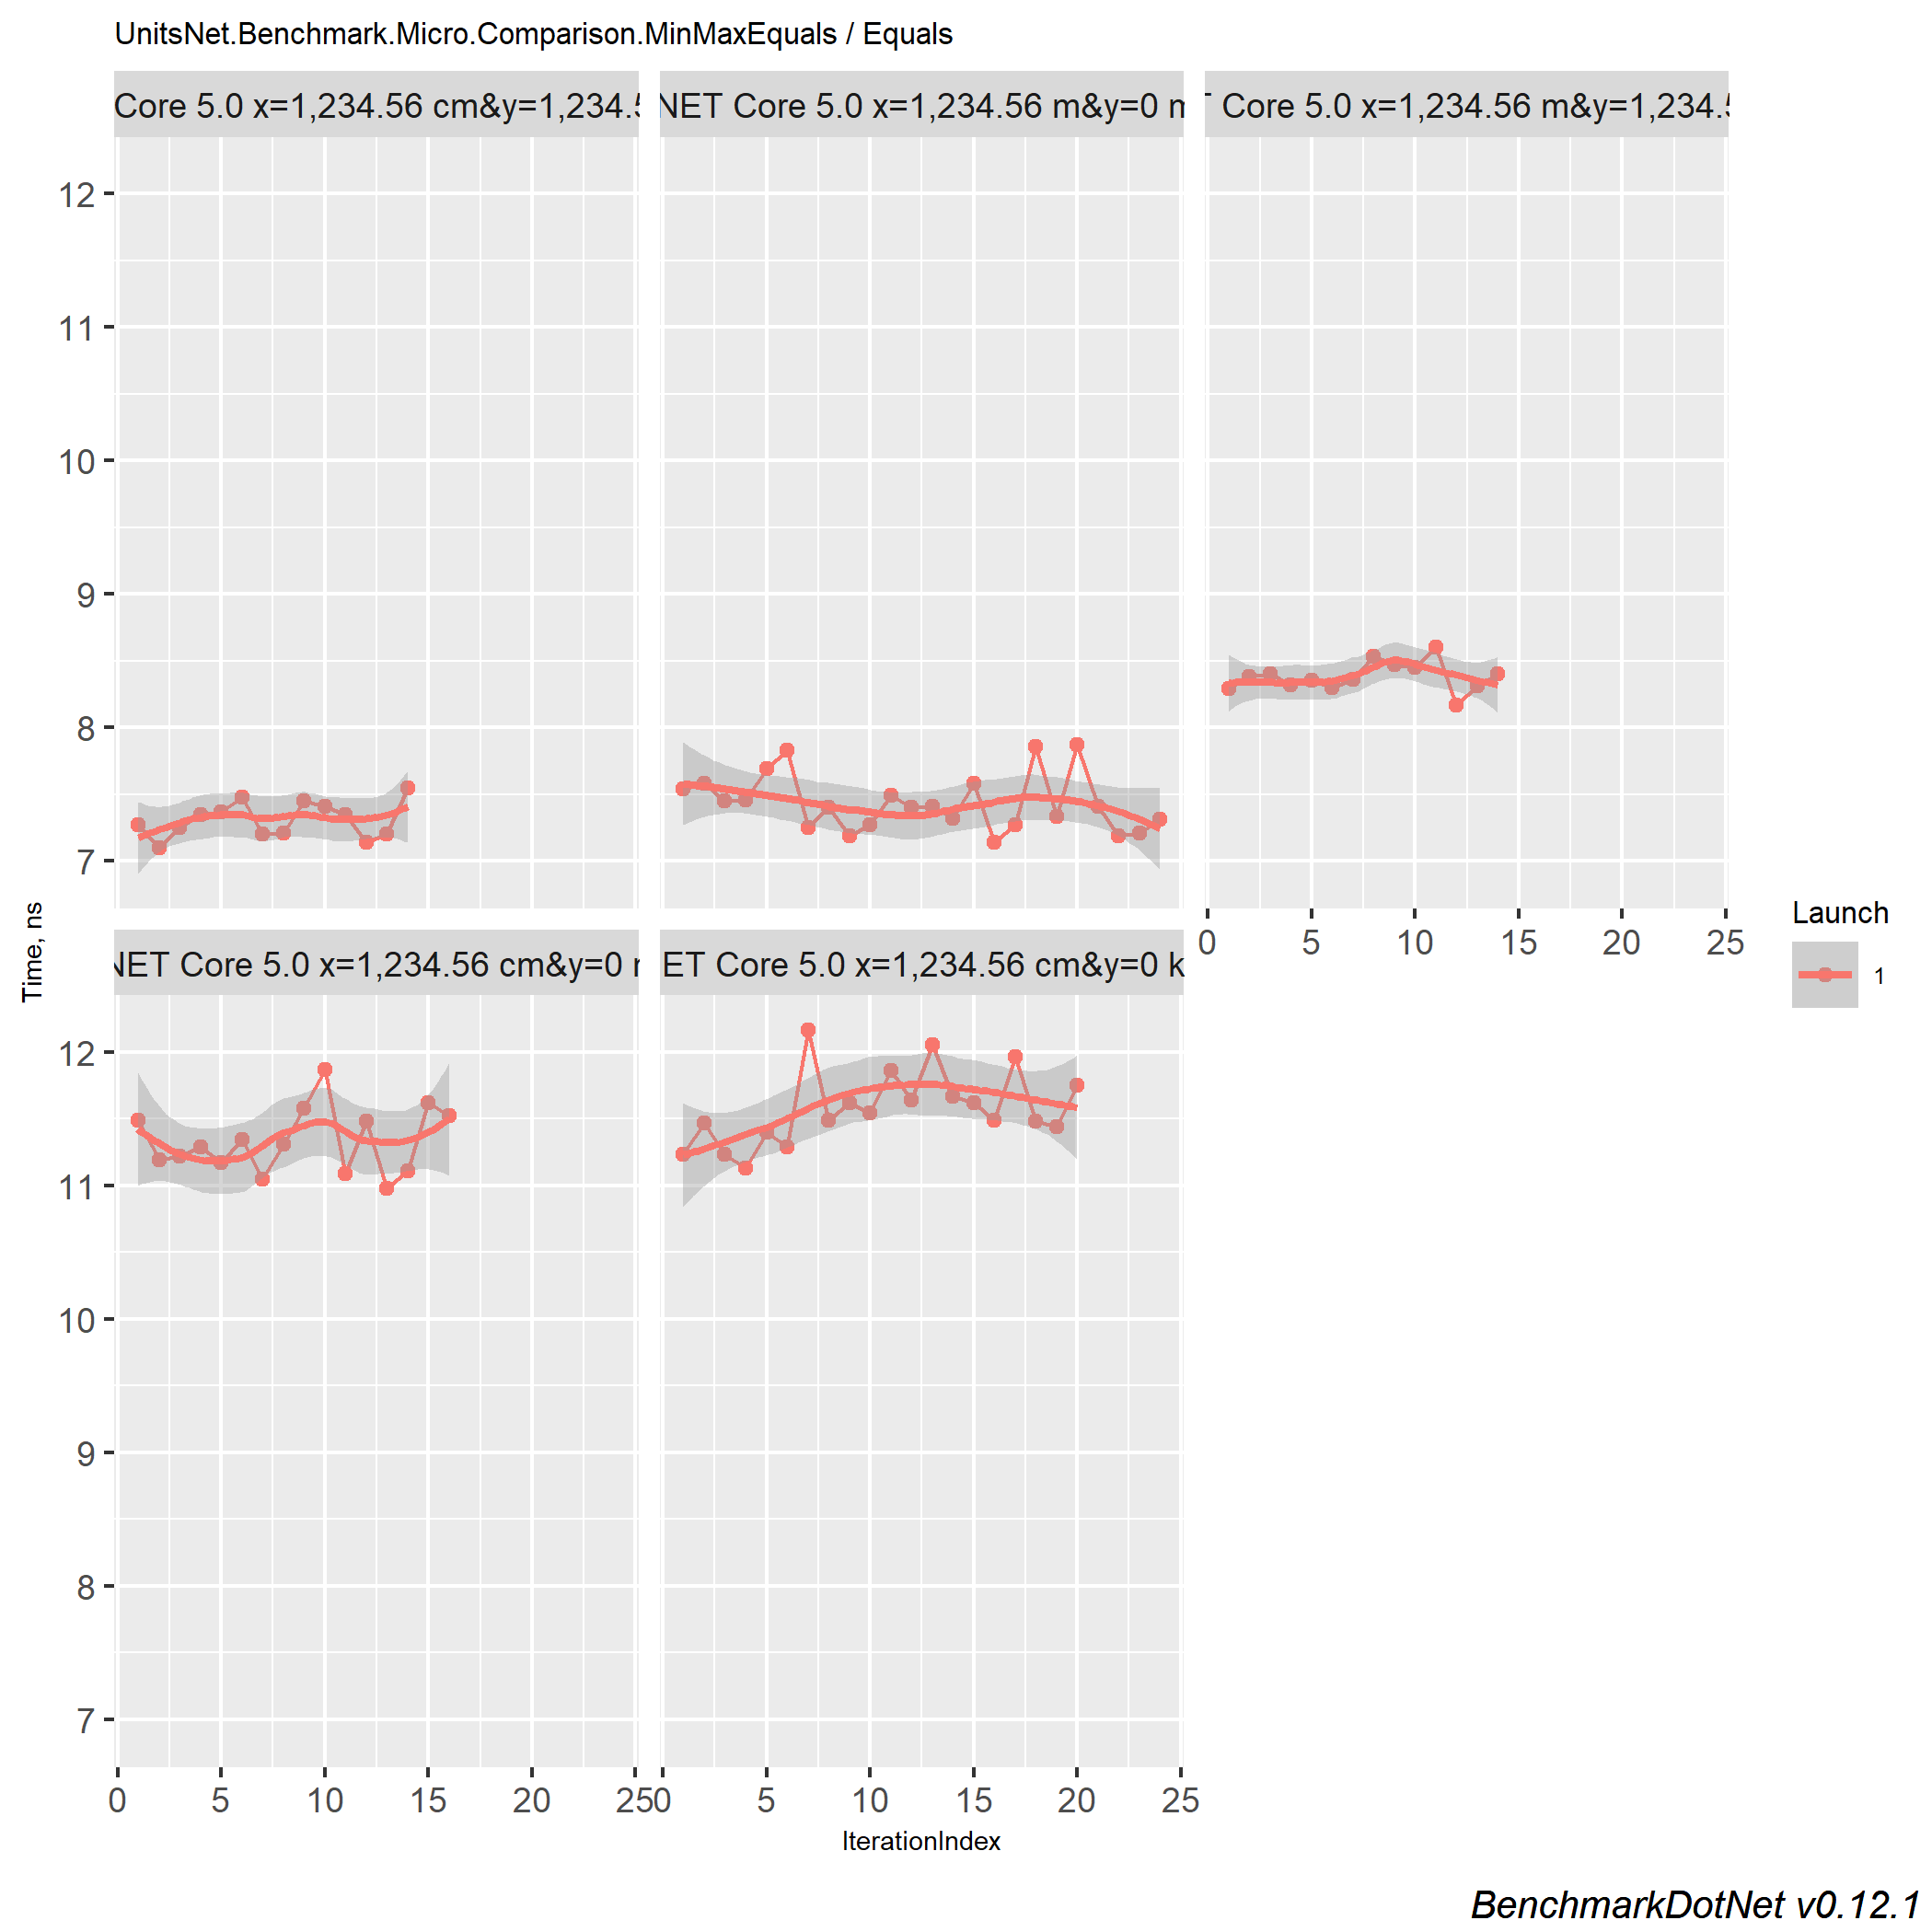 UnitsNet.Benchmark.Micro.Comparison.MinMaxEquals / Equals
Core 5.0 x=1,234.56 cm&y=1,234.5
NET Core 5.0 x=1,234.56 m&y=0 m
T Core 5.0 x=1,234.56 m&y=1,234.5
12
11
10
9
8
7
0 5 10 15 20 25
Time, ns
Launch
1
NET Core 5.0 x=1,234.56 cm&y=0 
ET Core 5.0 x=1,234.56 cm&y=0 k
12
11
10
9
8
7
0 5 10 15 20 25
0 5 10 15 20 25
IterationIndex
BenchmarkDotNet v0.12.1